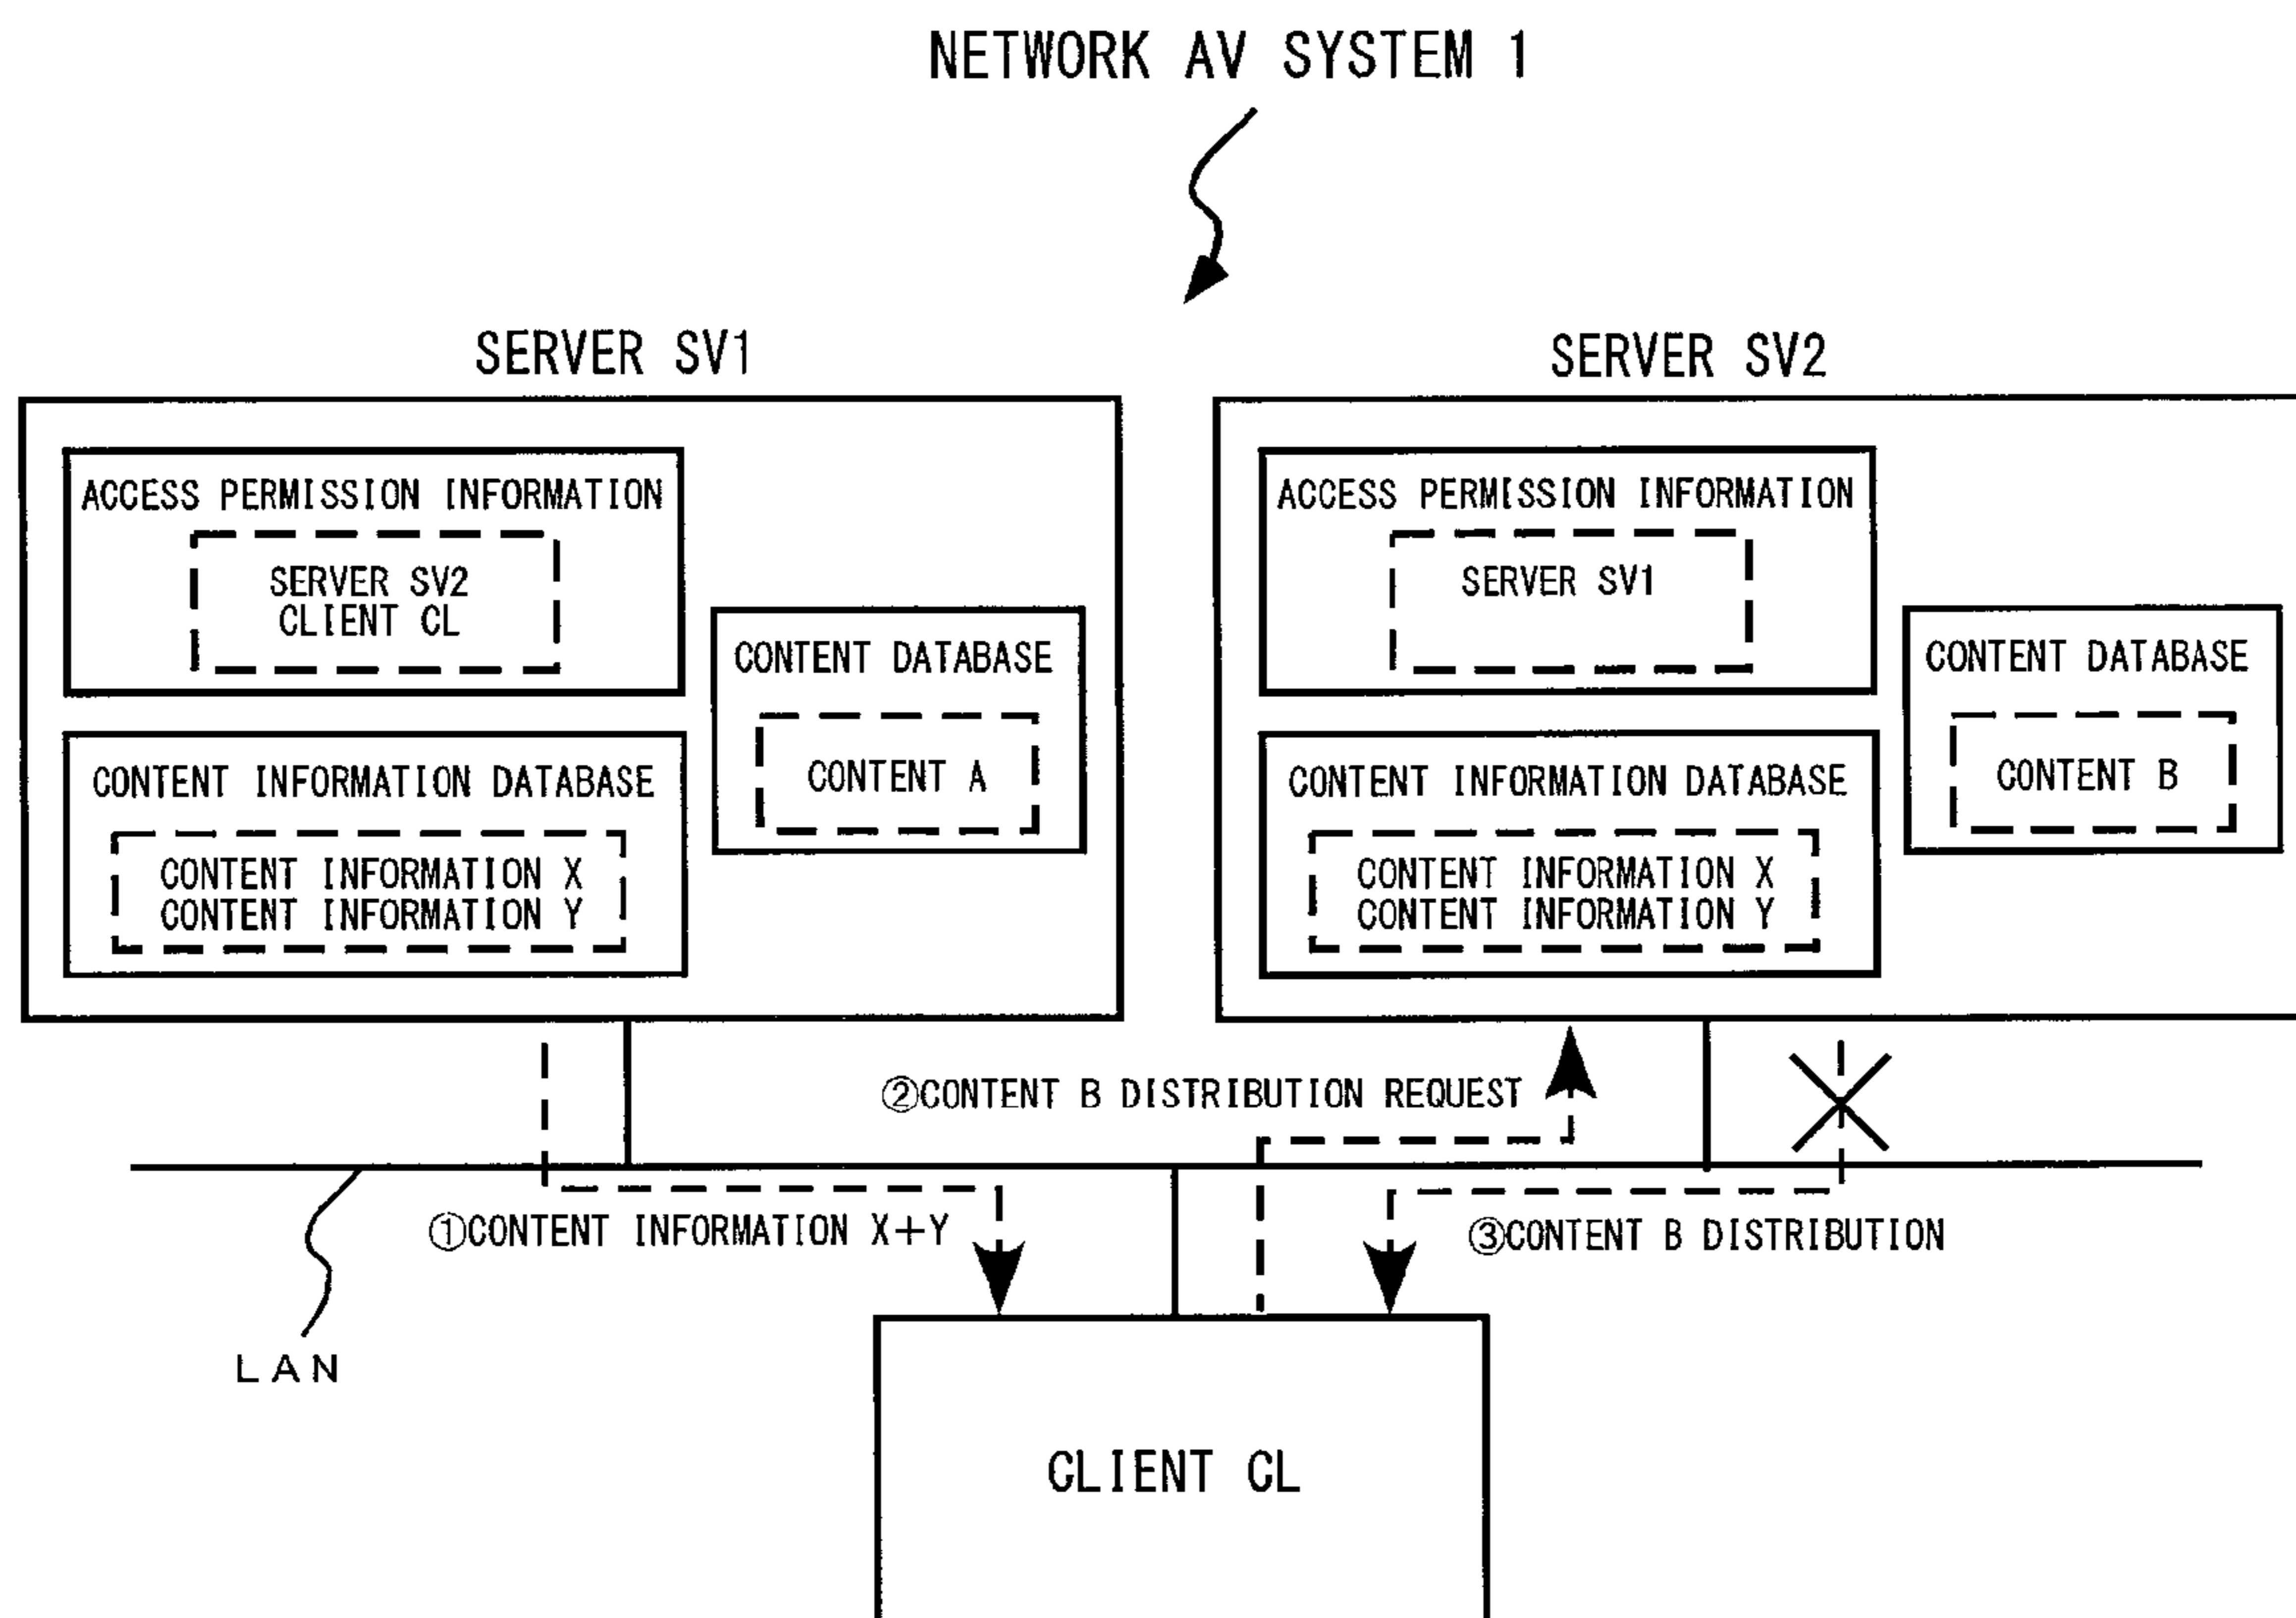 NETWORK AV SYSTEM 1
SERVER SV1
ACCESS PERMISSION INFORMATION
SERVER SV2
CLIENT CL
CONTENT DATABASE
CONTENT A
CONTENT INFORMATION DATABASE
CONTENT INFORMATION X
CONTENT INFORMATION Y
SERVER SV2
ACCESS PERMISSION INFORMATION
SERVER SV1
CONTENT DATABASE
CONTENT B
CONTENT INFORMATION DATABASE
CONTENT INFORMATION X
CONTENT INFORMATION Y
②CONTENT B DISTRIBUTION REQUEST
①CONTENT INFORMATION X+Y
③CONTENT B DISTRIBUTION
LAN
CLIENT CL